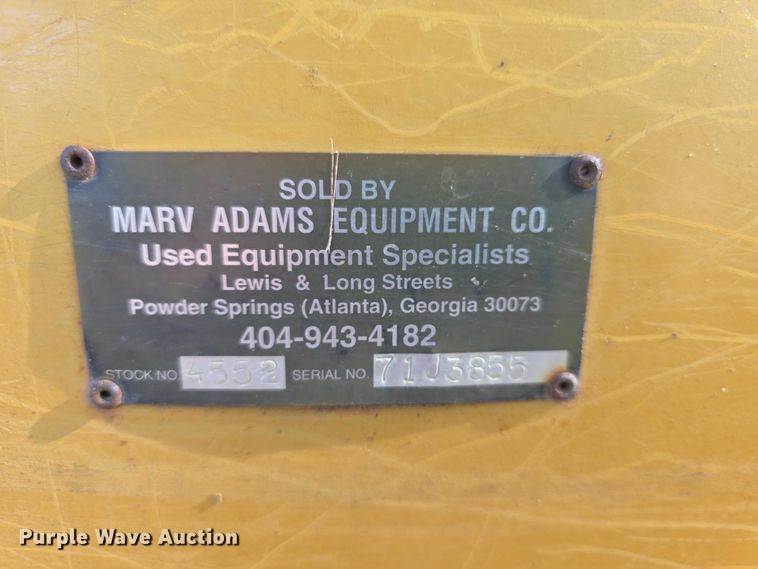 SOLD BY
MARV ADAMS EQUIPMENT CO.
Used Equipment Specialists
Lewis & Long Streets
Powder Springs (Atlanta), Georgia 30073
404-943-4182
STOCK NO. 4552 SERIAL NO. 71J3855
Purple Wave Auction